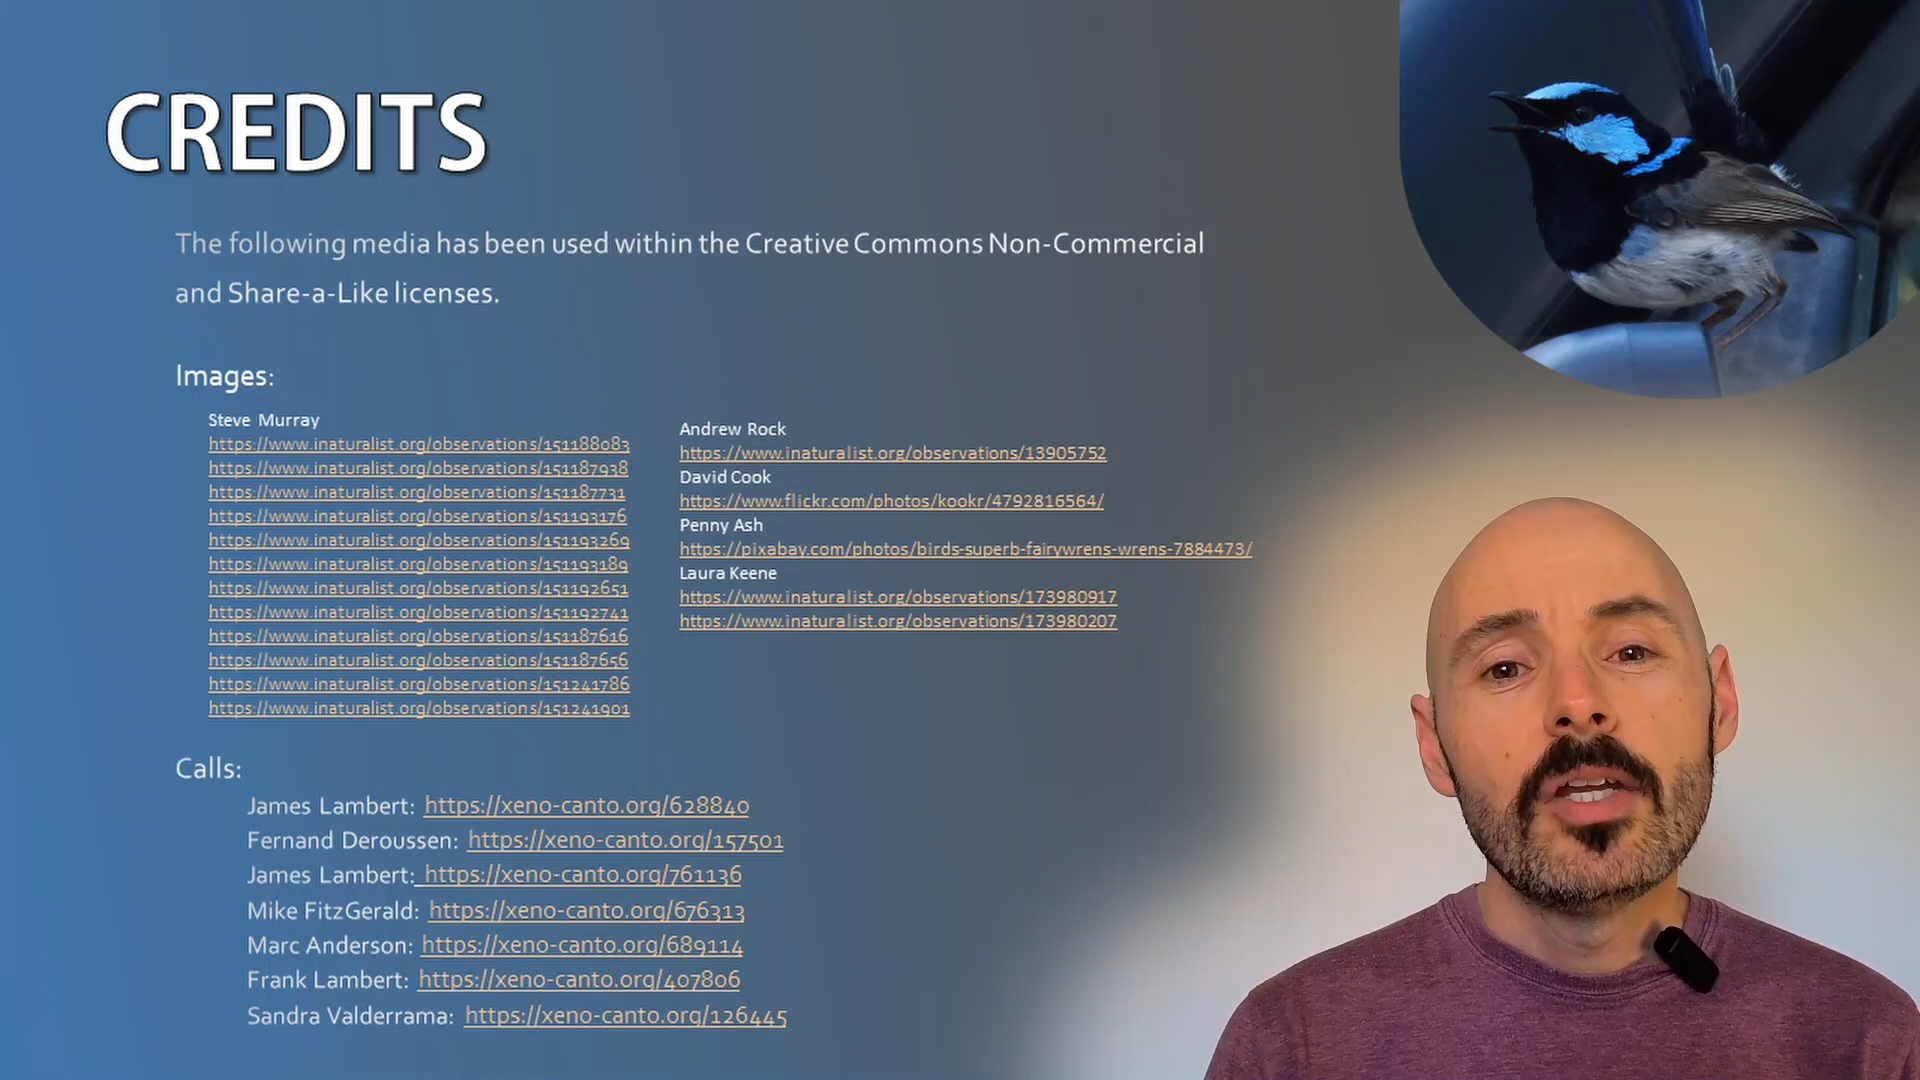 CREDITS
The following media has been used within the Creative Commons Non-Commercial
and Share-a-Like licenses.
Images:
Steve Murray
https://www.inaturalist.org/observations/151188083
https://www.inaturalist.org/observations/151187938
https://www.inaturalist.org/observations/151187731
https://www.inaturalist.org/observations/151193176
https://www.inaturalist.org/observations/151193269
https://www.inaturalist.org/observations/151193189
https://www.inaturalist.org/observations/151192651
https://www.inaturalist.org/observations/151192741
https://www.inaturalist.org/observations/151187616
https://www.inaturalist.org/observations/151187656
https://www.inaturalist.org/observations/151241786
https://www.inaturalist.org/observations/151241901
Andrew Rock
https://www.inaturalist.org/observations/13905752
David Cook
https://www.flickr.com/photos/kookr/4792816564/
Penny Ash
https://pixabay.com/photos/birds-superb-fairywrens-wrens-7884473/
Laura Keene
https://www.inaturalist.org/observations/173980917
https://www.inaturalist.org/observations/173980207
Calls:
James Lambert: https://xeno-canto.org/628840
Fernand Deroussen: https://xeno-canto.org/157501
James Lambert: https://xeno-canto.org/761136
Mike FitzGerald: https://xeno-canto.org/676313
Marc Anderson: https://xeno-canto.org/689114
Frank Lambert: https://xeno-canto.org/407806
Sandra Valderrama: https://xeno-canto.org/126445